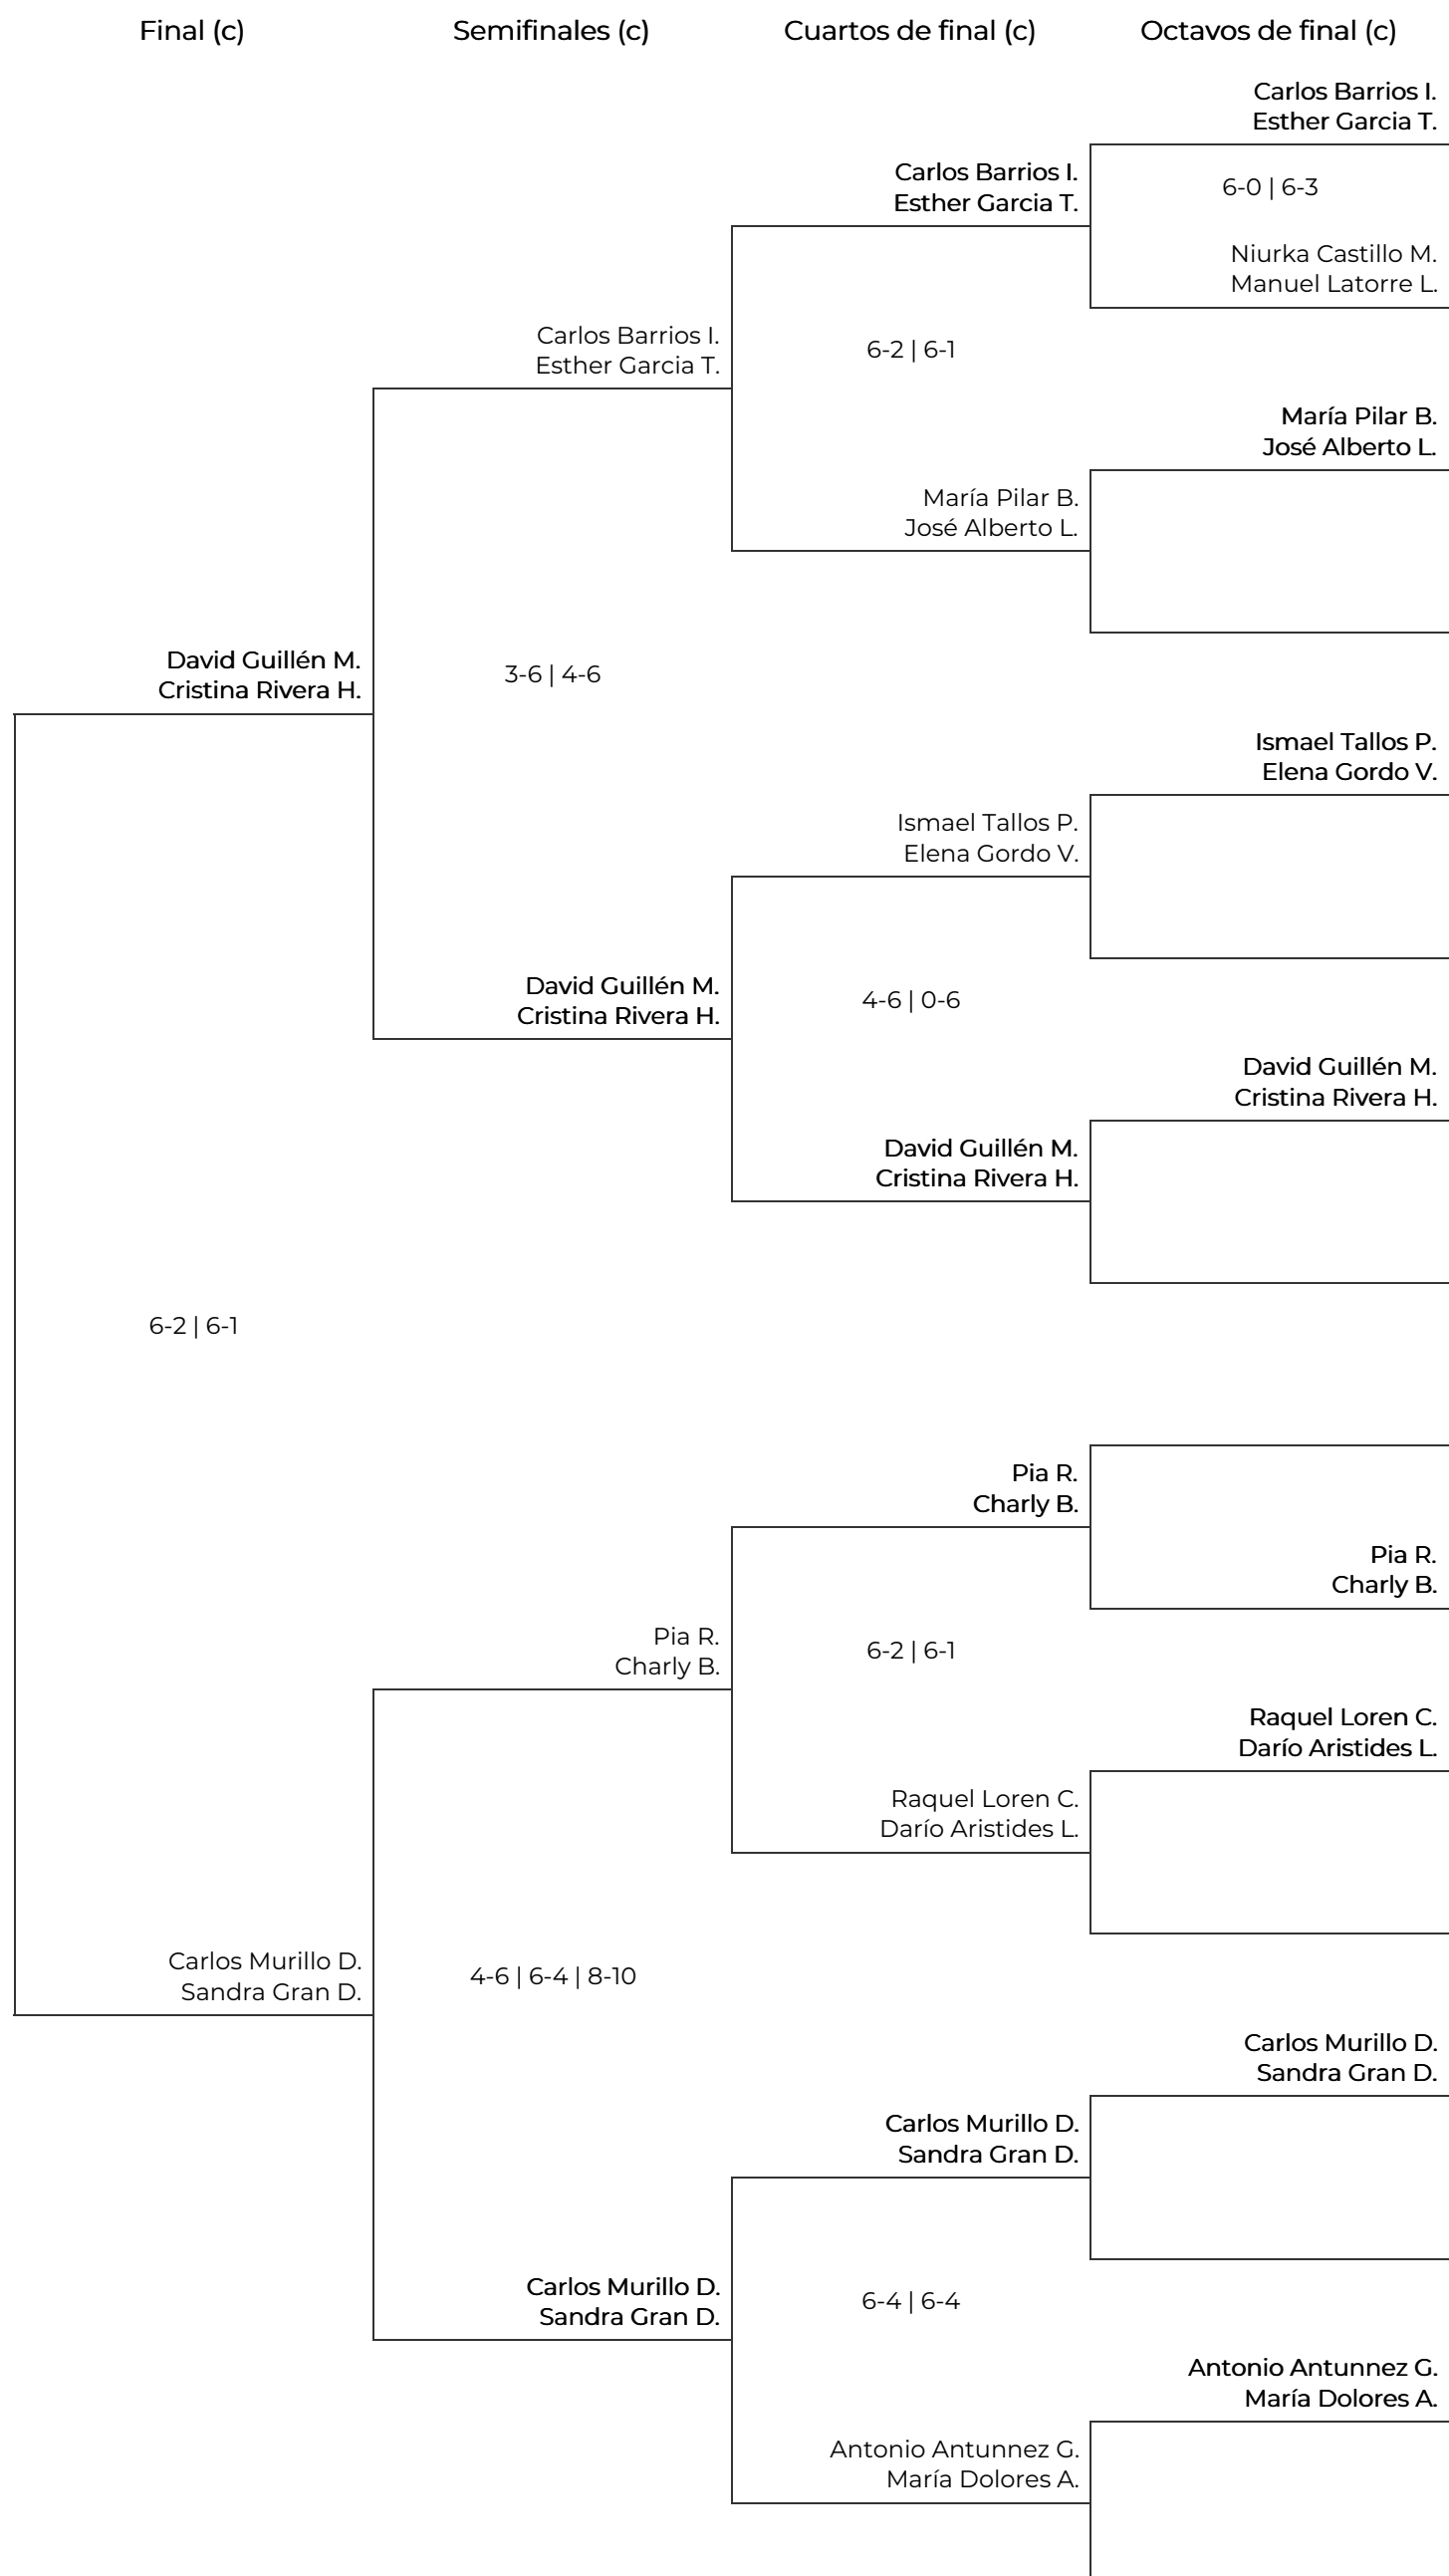 Final (c)
Semifinales (c)
Cuartos de final (c)
Octavos de final (c)
Carlos Barrios I.
Esther Garcia T.
Carlos Barrios I.
Esther Garcia T.
6-0 | 6-3
Niurka Castillo M.
Manuel Latorre L.
Carlos Barrios I.
Esther Garcia T.
6-2 | 6-1
María Pilar B.
José Alberto L.
María Pilar B.
José Alberto L.
David Guillén M.
Cristina Rivera H.
3-6 | 4-6
Ismael Tallos P.
Elena Gordo V.
Ismael Tallos P.
Elena Gordo V.
David Guillén M.
Cristina Rivera H.
4-6 | 0-6
David Guillén M.
Cristina Rivera H.
David Guillén M.
Cristina Rivera H.
6-2 | 6-1
Pia R.
Charly B.
Pia R.
Charly B.
Pia R.
Charly B.
6-2 | 6-1
Raquel Loren C.
Darío Aristides L.
Raquel Loren C.
Darío Aristides L.
Carlos Murillo D.
Sandra Gran D.
4-6 | 6-4 | 8-10
Carlos Murillo D.
Sandra Gran D.
Carlos Murillo D.
Sandra Gran D.
Carlos Murillo D.
Sandra Gran D.
6-4 | 6-4
Antonio Antunnez G.
María Dolores A.
Antonio Antunnez G.
María Dolores A.